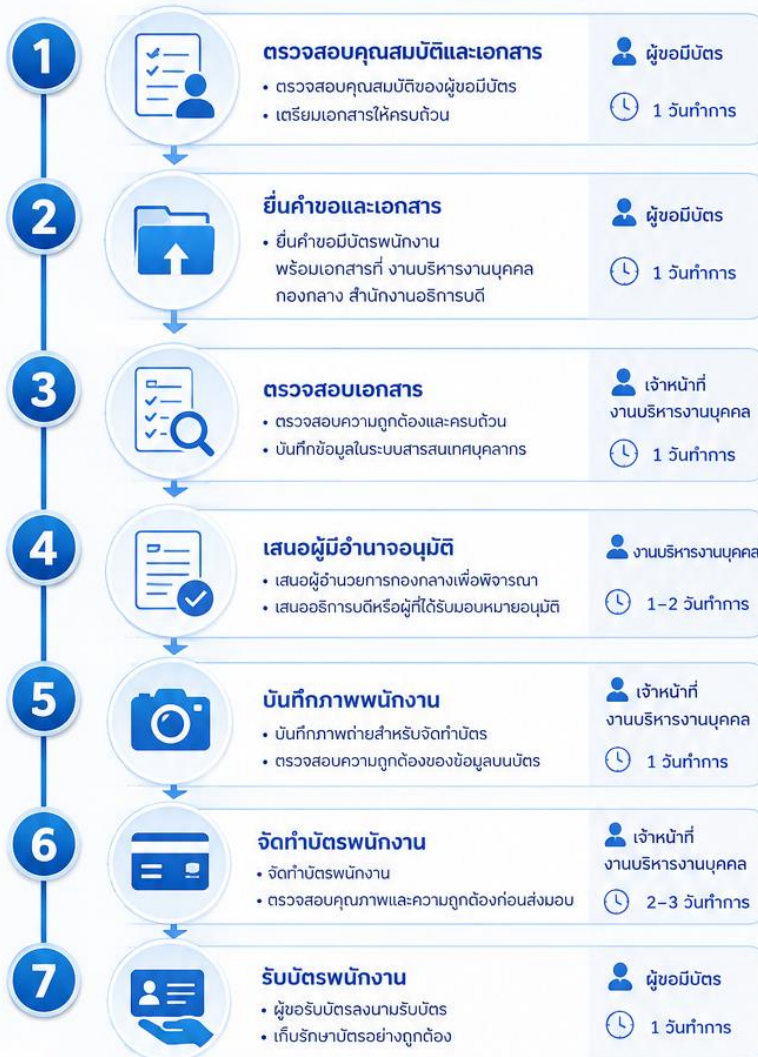 1
ตรวจสอบคุณสมบัติและเอกสาร
• ตรวจสอบคุณสมบัติของผู้ขอมีบัตร
• เตรียมเอกสารให้ครบถ้วน
ผู้ขอมีบัตร
1 วันทำการ
2
ยื่นคำขอและเอกสาร
• ยื่นคำขอมีบัตรพนักงาน
พร้อมเอกสารที่ งานบริหารงานบุคคล
กองกลาง สำนักงานอธิการบดี
ผู้ขอมีบัตร
1 วันทำการ
3
ตรวจสอบเอกสาร
• ตรวจสอบความถูกต้องและครบถ้วน
• บันทึกข้อมูลในระบบสารสนเทศบุคลากร
เจ้าหน้าที่
งานบริหารงานบุคคล
1 วันทำการ
4
เสนอผู้มีอำนาจอนุมัติ
• เสนอผู้อำนวยการกองกลางเพื่อพิจารณา
• เสนออธิการบดีหรือผู้ที่ได้รับมอบหมายอนุมัติ
งานบริหารงานบุคคล
1–2 วันทำการ
5
บันทึกภาพพนักงาน
• บันทึกภาพถ่ายสำหรับจัดทำบัตร
• ตรวจสอบความถูกต้องของข้อมูลบนบัตร
เจ้าหน้าที่
งานบริหารงานบุคคล
1 วันทำการ
6
จัดทำบัตรพนักงาน
• จัดทำบัตรพนักงาน
• ตรวจสอบคุณภาพและความถูกต้องก่อนส่งมอบ
เจ้าหน้าที่
งานบริหารงานบุคคล
2–3 วันทำการ
7
รับบัตรพนักงาน
• ผู้ขอรับบัตรลงนามรับบัตร
• เก็บรักษาบัตรอย่างถูกต้อง
ผู้ขอมีบัตร
1 วันทำการ